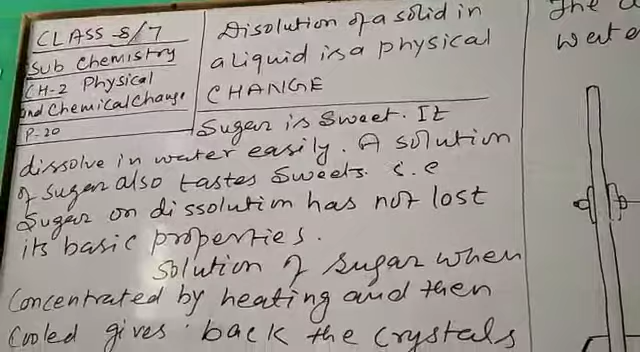 CLASS-8/7
Sub Chemistry
CH-2 Physical
and Chemical Change
P-20
Disolution of a solid in
a liquid is a physical
CHANGE
Sugar is Sweet. It
dissolve in water easily. A solution
of sugar also tastes Sweets. i.e
Sugar on dissolution has not lost
its basic properties.
Solution of sugar when
Concentrated by heating and then
Cooled gives back the Crystals
The
wate